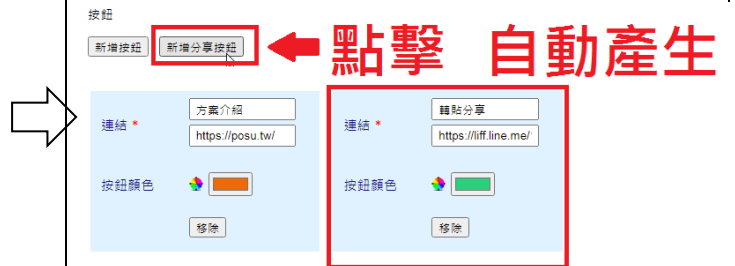 按鈕
新增按鈕 新增分享按鈕 點擊 自動產生
連結 * 方案介紹
https://posu.tw/
按鈕顏色
移除
連結 * 轉貼分享
https://liff.line.me/
按鈕顏色
移除